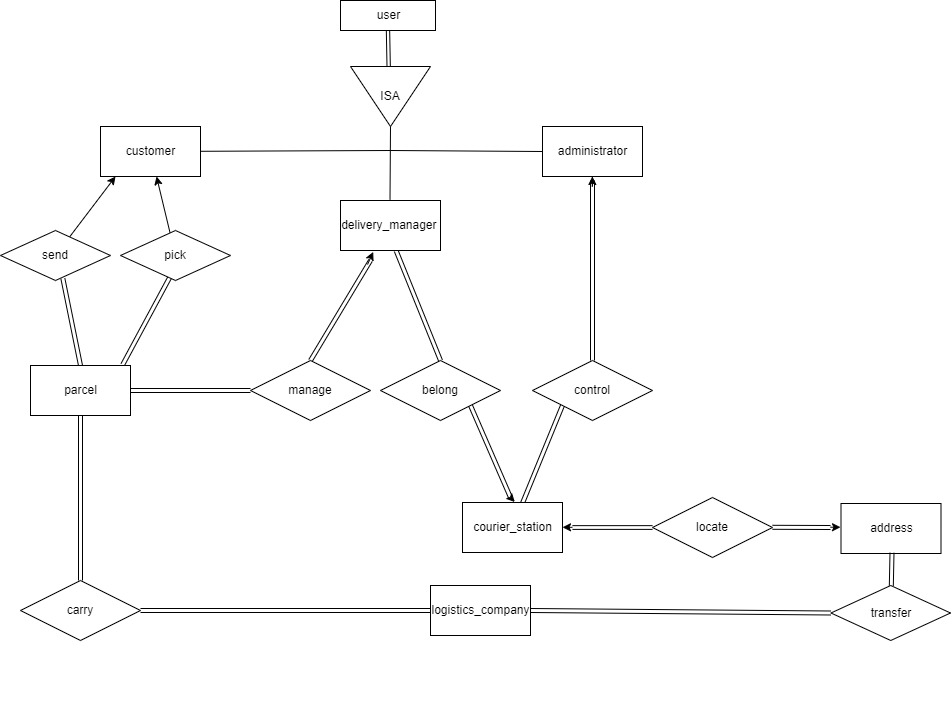 user
ISA
customer
administrator
delivery_manager
send
pick
parcel
manage
belong
control
courier_station
locate
address
carry
logistics_company
transfer